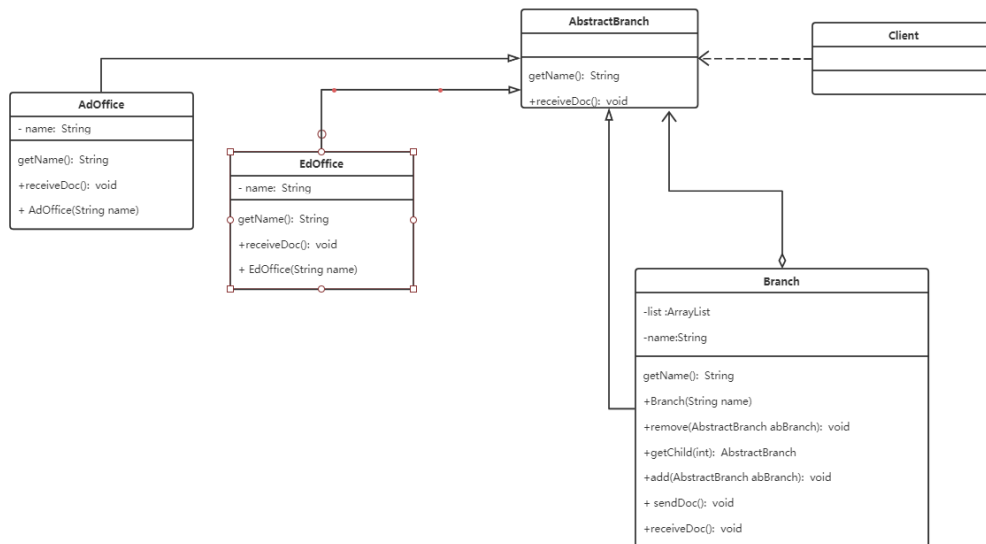 AbstractBranch
getName(): String
+receiveDoc(): void
Client
AdOffice
- name: String
getName(): String
+receiveDoc(): void
+ AdOffice(String name)
EdOffice
- name: String
getName(): String
+receiveDoc(): void
+ EdOffice(String name)
Branch
-list :ArrayList
-name:String
getName(): String
+Branch(String name)
+remove(AbstractBranch abBranch): void
+getChild(int): AbstractBranch
+add(AbstractBranch abBranch): void
+ sendDoc(): void
+receiveDoc(): void